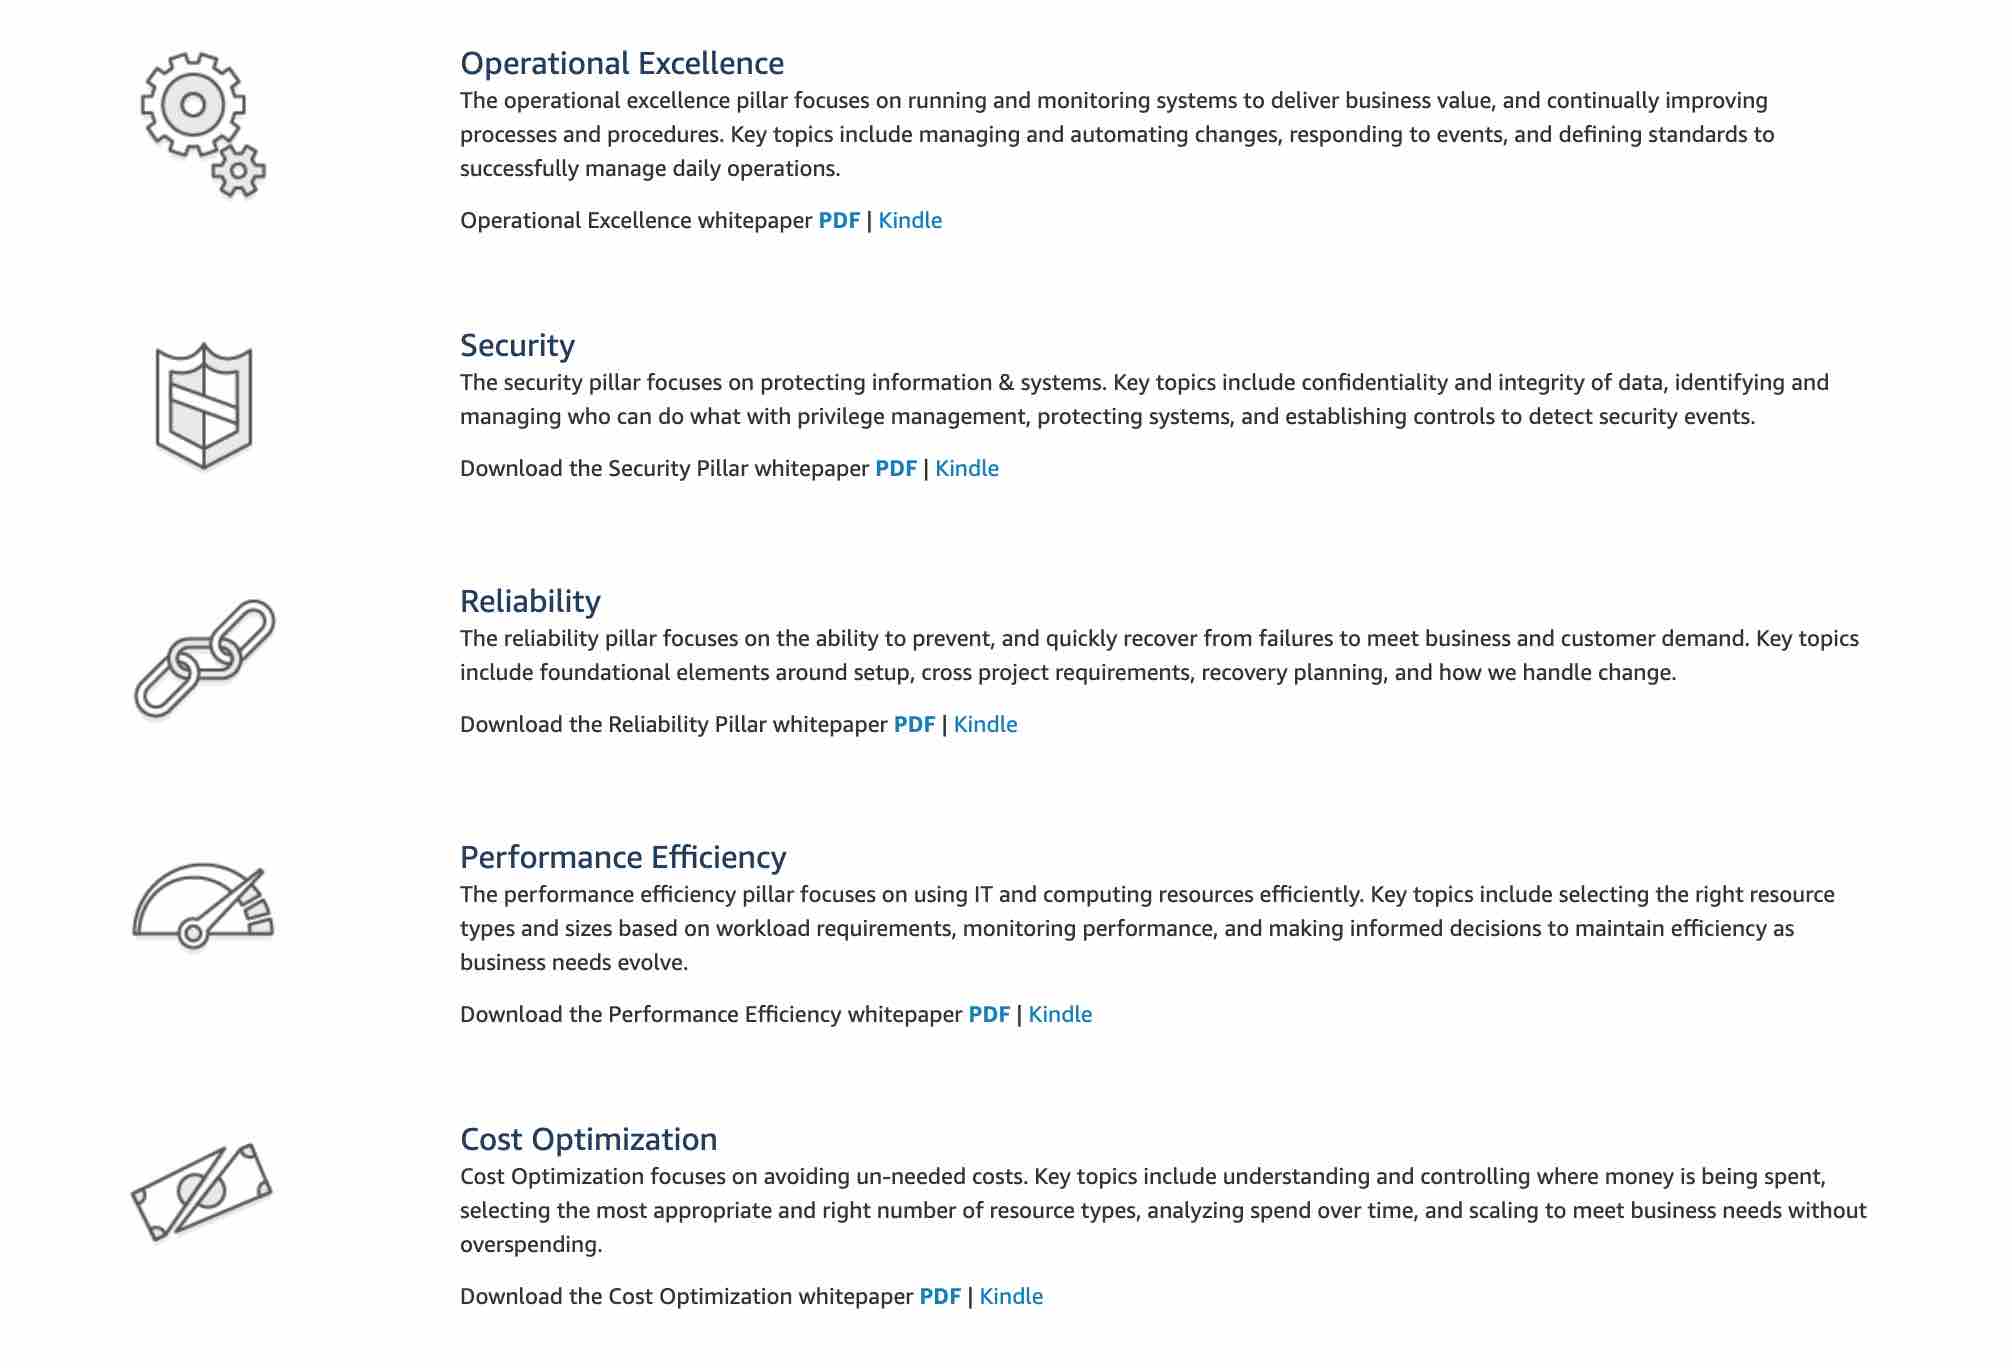 Operational Excellence
The operational excellence pillar focuses on running and monitoring systems to deliver business value, and continually improving
processes and procedures. Key topics include managing and automating changes, responding to events, and defining standards to
successfully manage daily operations.
Operational Excellence whitepaper PDF | Kindle
Security
The security pillar focuses on protecting information & systems. Key topics include confidentiality and integrity of data, identifying and
managing who can do what with privilege management, protecting systems, and establishing controls to detect security events.
Download the Security Pillar whitepaper PDF | Kindle
Reliability
The reliability pillar focuses on the ability to prevent, and quickly recover from failures to meet business and customer demand. Key topics
include foundational elements around setup, cross project requirements, recovery planning, and how we handle change.
Download the Reliability Pillar whitepaper PDF | Kindle
Performance Efficiency
The performance efficiency pillar focuses on using IT and computing resources efficiently. Key topics include selecting the right resource
types and sizes based on workload requirements, monitoring performance, and making informed decisions to maintain efficiency as
business needs evolve.
Download the Performance Efficiency whitepaper PDF | Kindle
Cost Optimization
Cost Optimization focuses on avoiding un-needed costs. Key topics include understanding and controlling where money is being spent,
selecting the most appropriate and right number of resource types, analyzing spend over time, and scaling to meet business needs without
overspending.
Download the Cost Optimization whitepaper PDF | Kindle